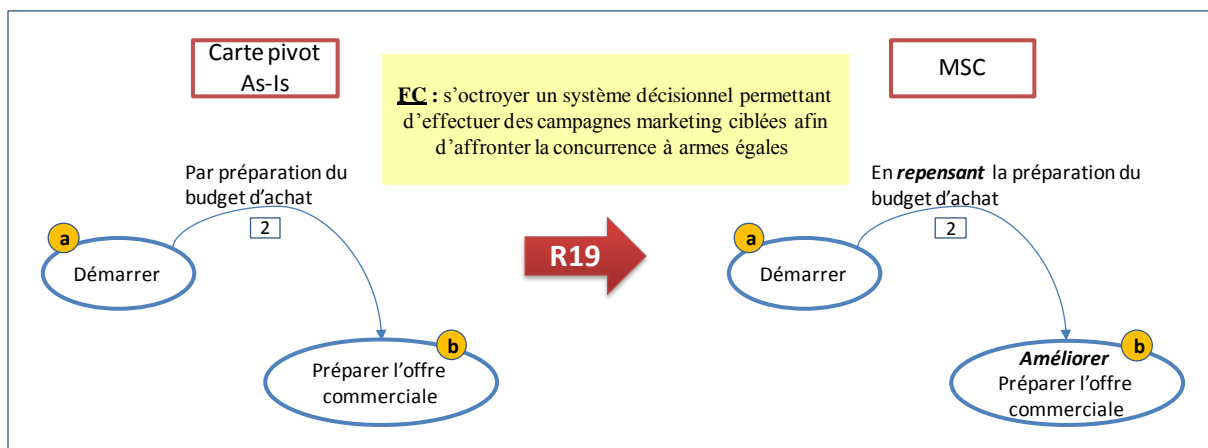 Carte pivot
As-Is
FC : s'octroyer un système décisionnel permettant
d'effectuer des campagnes marketing ciblées afin
d'affronter la concurrence à armes égales
MSC
Par préparation du
budget d'achat
2
a
Démarrer
b
Préparer l'offre
commerciale
R19
En repensant la préparation du
budget d'achat
2
a
Démarrer
b
Améliorer
Préparer l'offre
commerciale